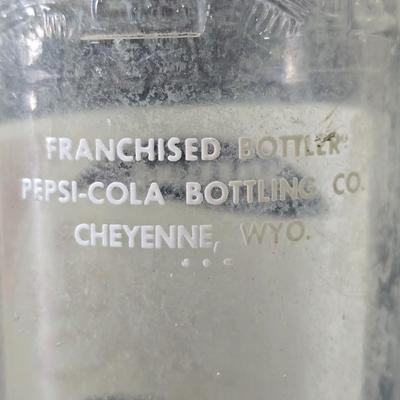 FRANCHISED BOTTLER:
PEPSI-COLA BOTTLING CO.
CHEYENNE, WYO.